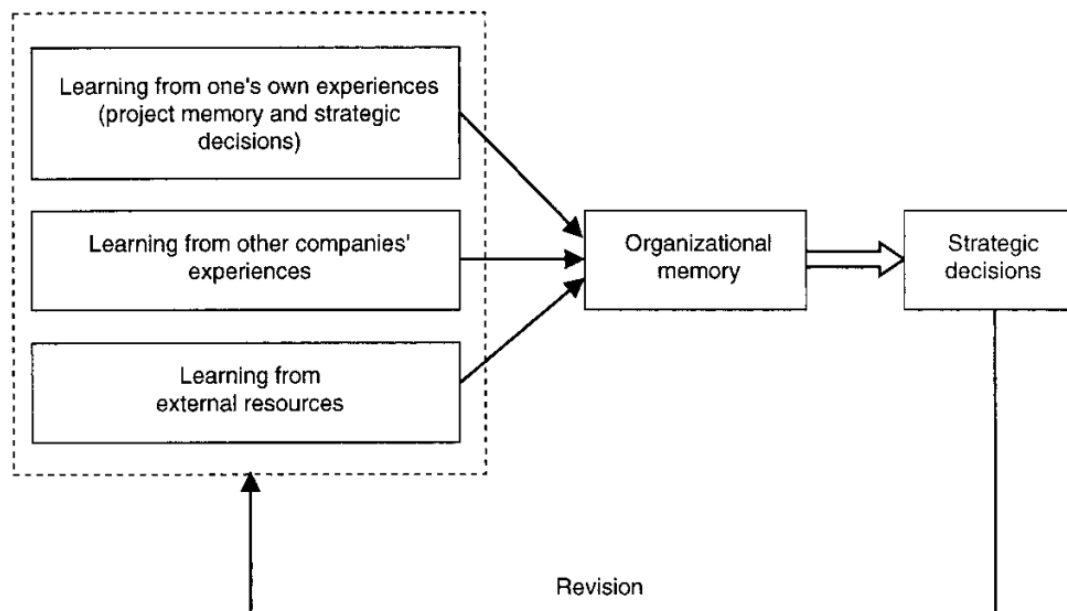 Learning from one's own experiences
(project memory and strategic
decisions)
Learning from other companies'
experiences
Learning from
external resources
Organizational
memory
Strategic
decisions
Revision